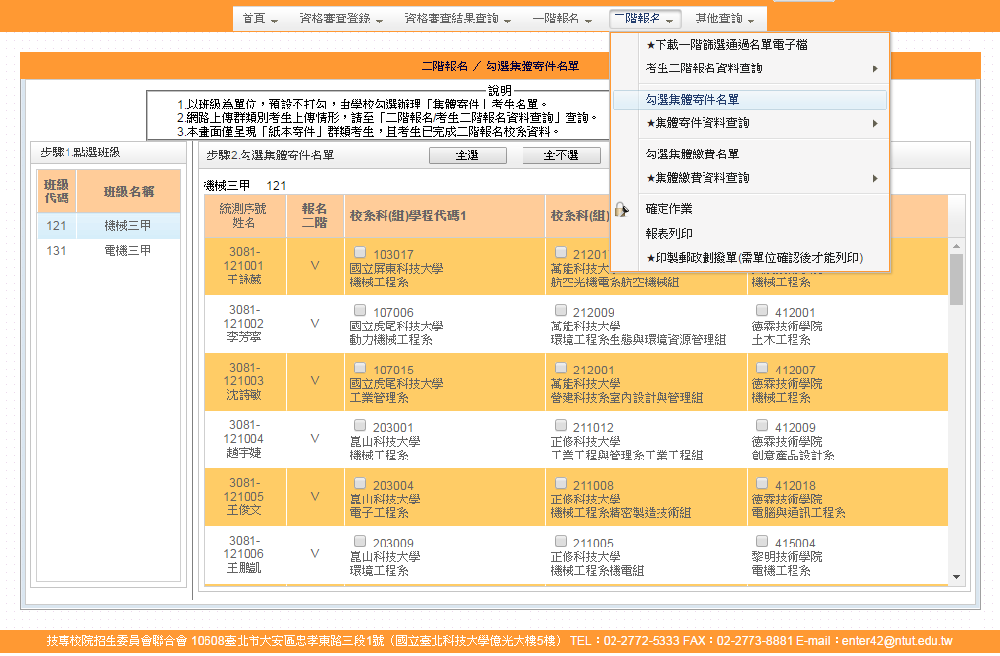 首頁 資格審查登錄 資格審查結果查詢 一階報名 二階報名 其他查詢
★下載一階篩選通過名單電子檔
考生二階報名資料查詢
勾選集體寄件名單
★集體寄件資料查詢
勾選集體繳費名單
★集體繳費資料查詢
確定作業
報表列印
★印製郵政劃撥單(需單位確認後才能列印)
二階報名 ／ 勾選集體寄件名單
說明
1.以班級為單位，預設不打勾，由學校勾選辦理「集體寄件」考生名單。
2.網路上傳群類別考生上傳情形，請至「二階報名/考生二階報名資料查詢」查詢。
3.本畫面僅呈現「紙本寄件」群類考生，且考生已完成二階報名校系資料。
步驟1.點選班級
班級代碼 班級名稱
121 機械三甲
131 電機三甲
步驟2.勾選集體寄件名單 全選 全不選
機械三甲 121
統測序號 報名 校系科(組)學程代碼1 校系科(組)
姓名 二階
3081-
121001 V
王詠葳
103017
國立屏東科技大學
機械工程系
萬能科技大學
航空光機電系航空機械組
機械工程系
3081-
121002 V
李芳寧
107006
國立虎尾科技大學
動力機械工程系
212009
萬能科技大學
環境工程系生態與環境資源管理組
412001
德霖技術學院
土木工程系
3081-
121003 V
沈詩敏
107015
國立虎尾科技大學
工業管理系
212001
萬能科技大學
營建科技系室內設計與管理組
412007
德霖技術學院
機械工程系
3081-
121004 V
趙宇婕
203001
崑山科技大學
機械工程系
211012
正修科技大學
工業工程與管理系工業工程組
412009
德霖技術學院
創意產品設計系
3081-
121005 V
王俊文
203004
崑山科技大學
電子工程系
211008
正修科技大學
機械工程系精密製造技術組
412018
德霖技術學院
電腦與通訊工程系
3081-
121006 V
王鵬凱
203009
崑山科技大學
環境工程系
211005
正修科技大學
機械工程系機電組
415004
黎明技術學院
電機工程系
技專校院招生委員會聯合會 10608臺北市大安區忠孝東路三段1號（國立臺北科技大學億光大樓5樓） TEL：02-2772-5333 FAX：02-2773-8881 E-mail：enter42@ntut.edu.tw